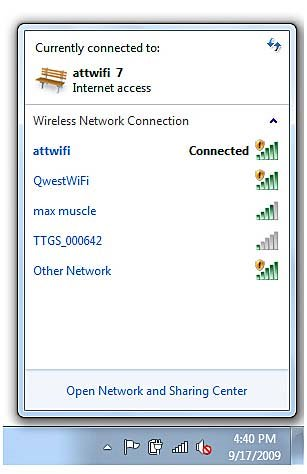 Currently connected to:
attwifi 7
Internet access
Wireless Network Connection
attwifi Connected
QwestWiFi
max muscle
TTGS_000642
Other Network
Open Network and Sharing Center
4:40 PM
9/17/2009